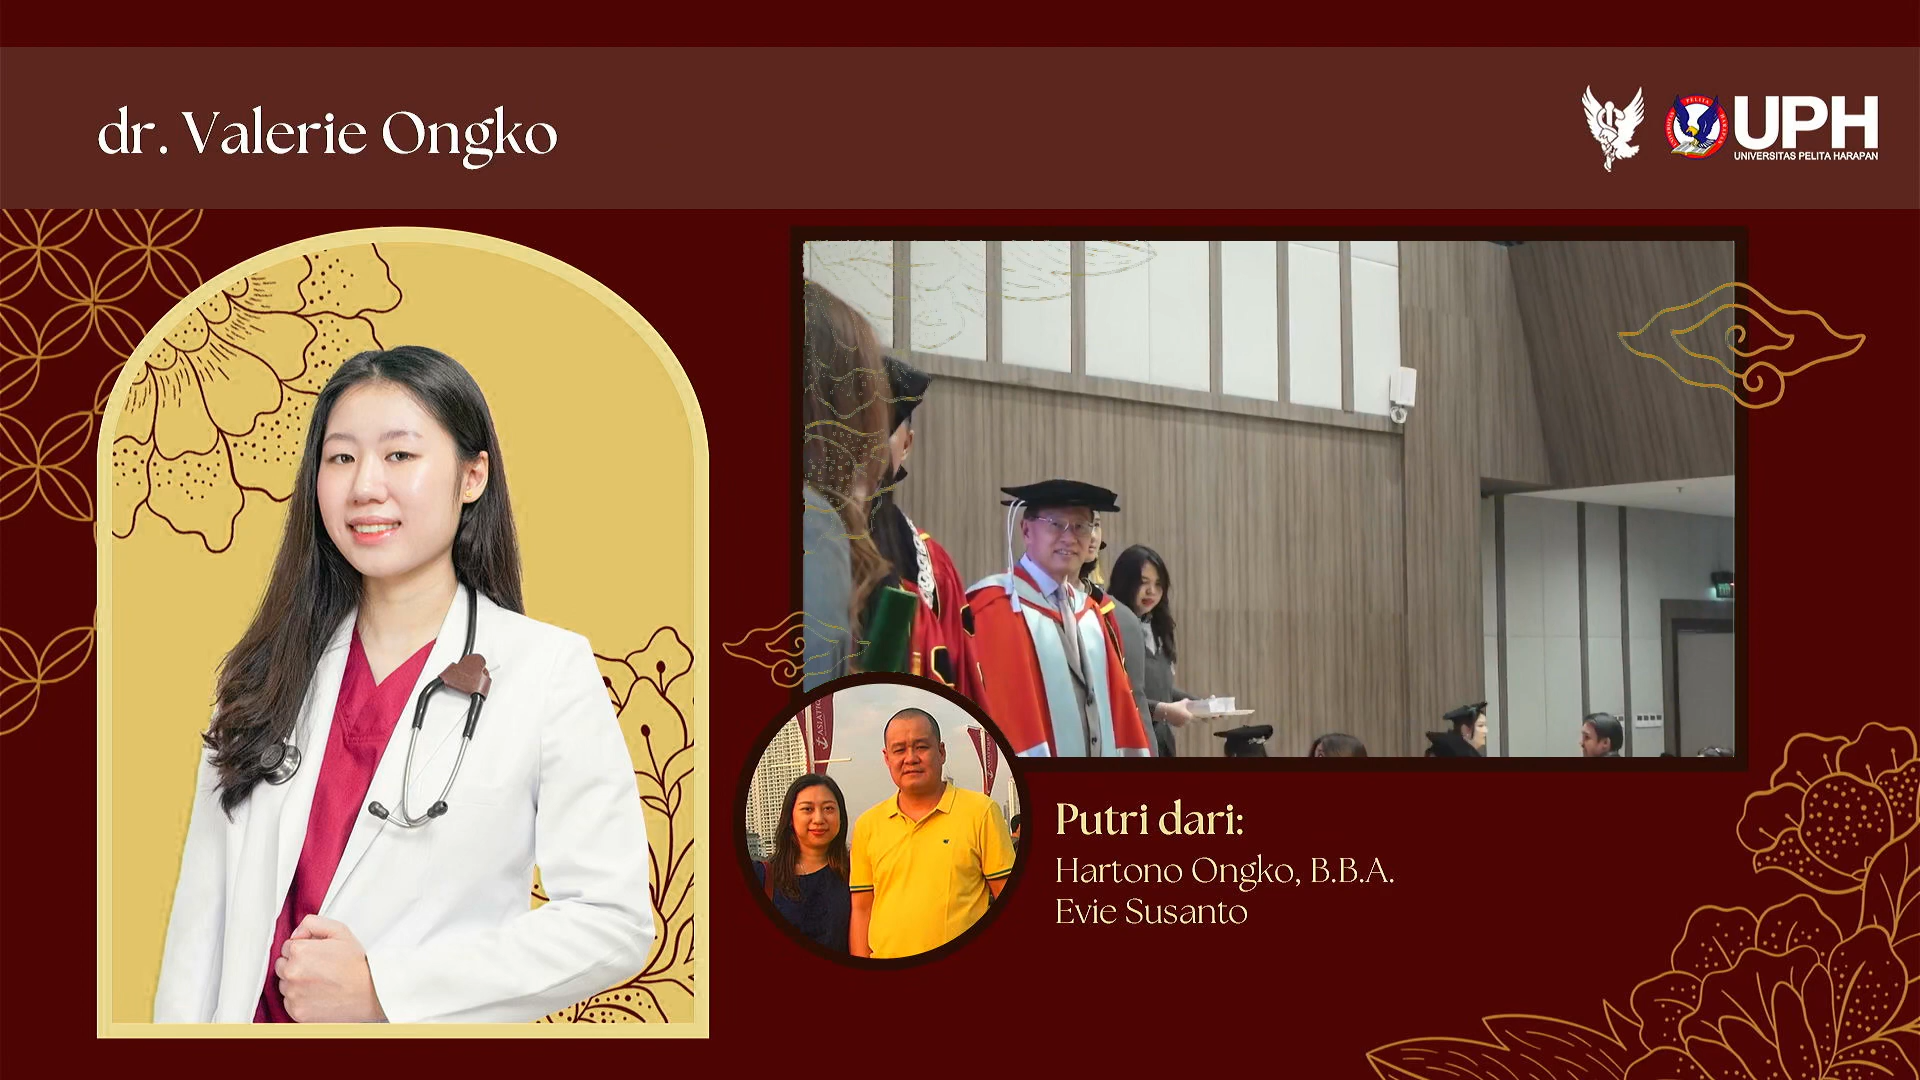 dr. Valerie Ongko
UPH
UNIVERSITAS PELITA HARAPAN
Putri dari:
Hartono Ongko, B.B.A.
Evie Susanto